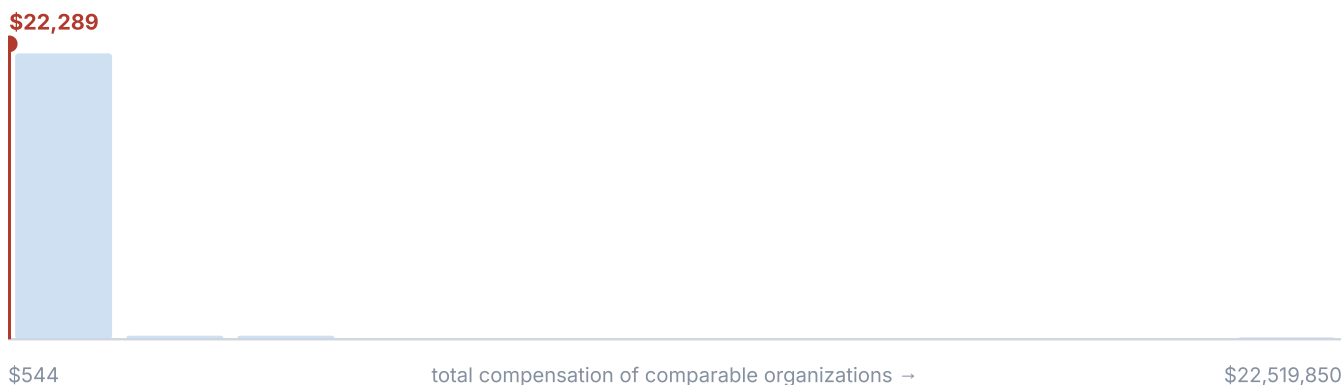 $22,289
$544 total compensation of comparable organizations → $22,519,850